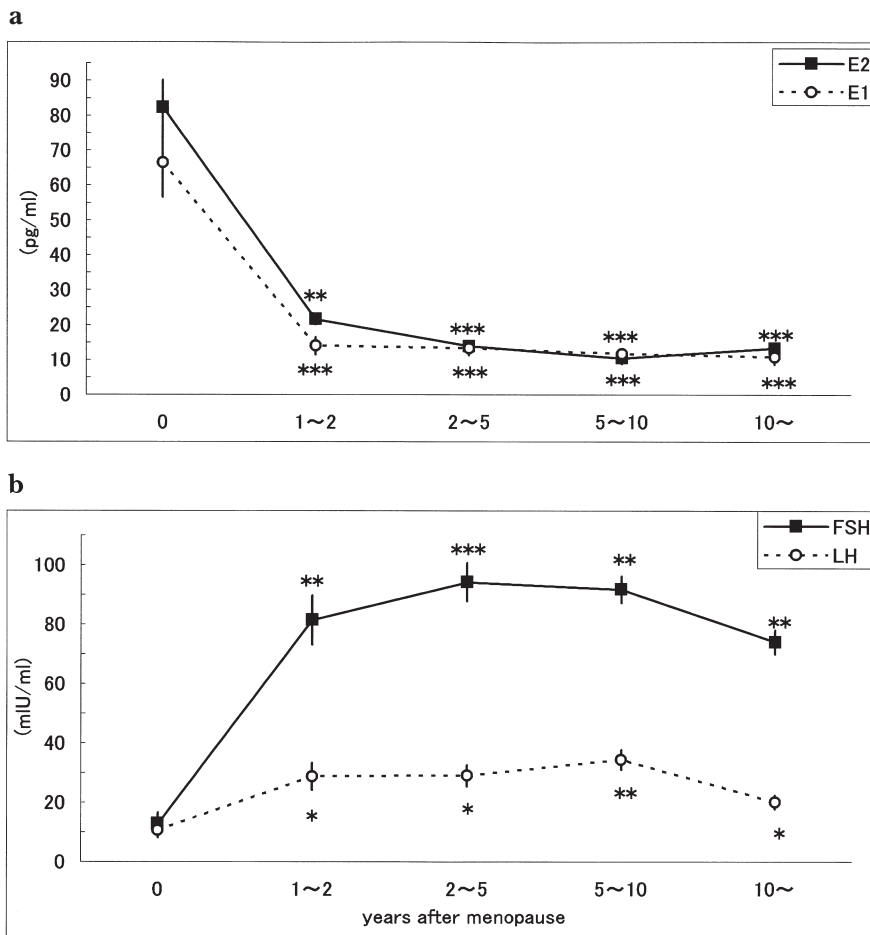 a
E2
E1
90
80
70
60
50
40
30
20
10
0
(pg/ml)
**
***
***
***
***
***
***
***
0 1~2 2~5 5~10 10~
b
FSH
LH
100
80
60
40
20
0
(mIU/ml)
**
***
**
**
*
*
**
*
0 1~2 2~5 5~10 10~
years after menopause